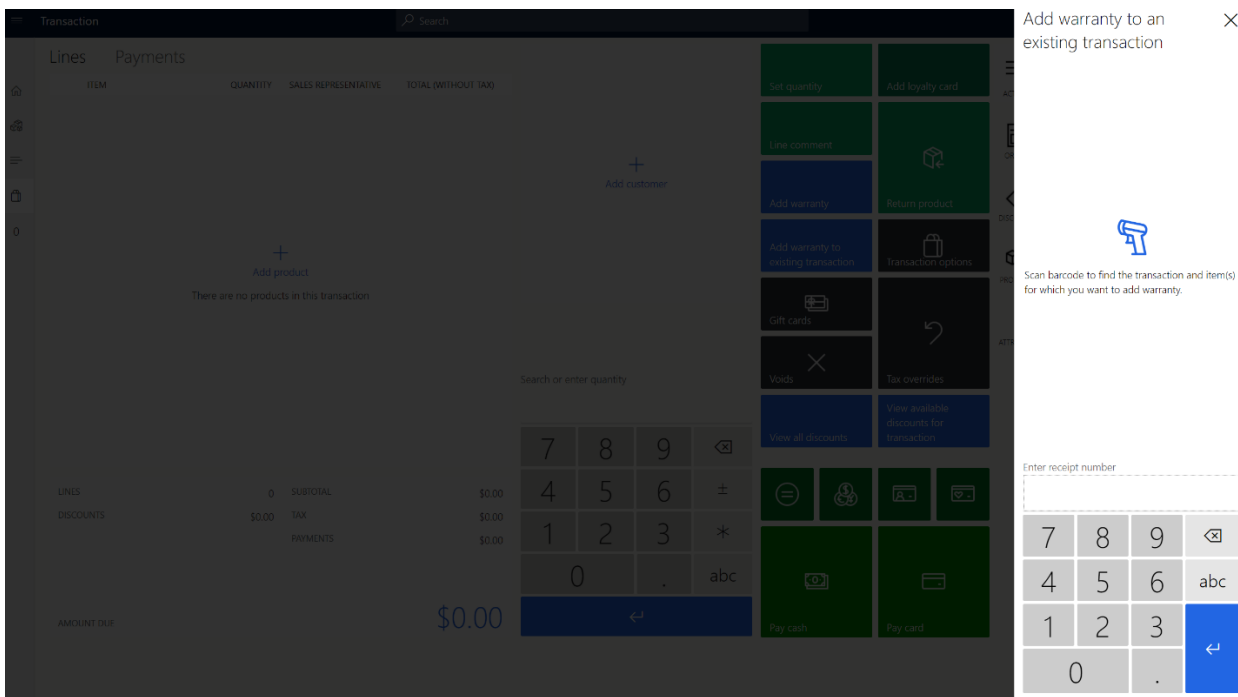 Transaction
Search
Lines Payments
ITEM QUANTITY SALES REPRESENTATIVE TOTAL (WITHOUT TAX)
Add product
There are no products in this transaction
0
LINES 0 SUBTOTAL $0.00
DISCOUNTS $0.00 TAX $0.00
PAYMENTS $0.00
AMOUNT DUE $0.00
Add customer
Search or enter quantity
7 8 9
4 5 6 ±
1 2 3 *
0 . abc
Set quantity
Add loyalty card
Line comment
Return product
Add warranty
Add warranty to
existing transaction
Transaction options
Gift cards
Voids
Tax overrides
View all discounts
View available
discounts for
transaction
Pay cash
Pay card
Add warranty to an
existing transaction
Scan barcode to find the transaction and item(s)
for which you want to add warranty.
Enter receipt number
7 8 9
4 5 6 abc
1 2 3
0 .